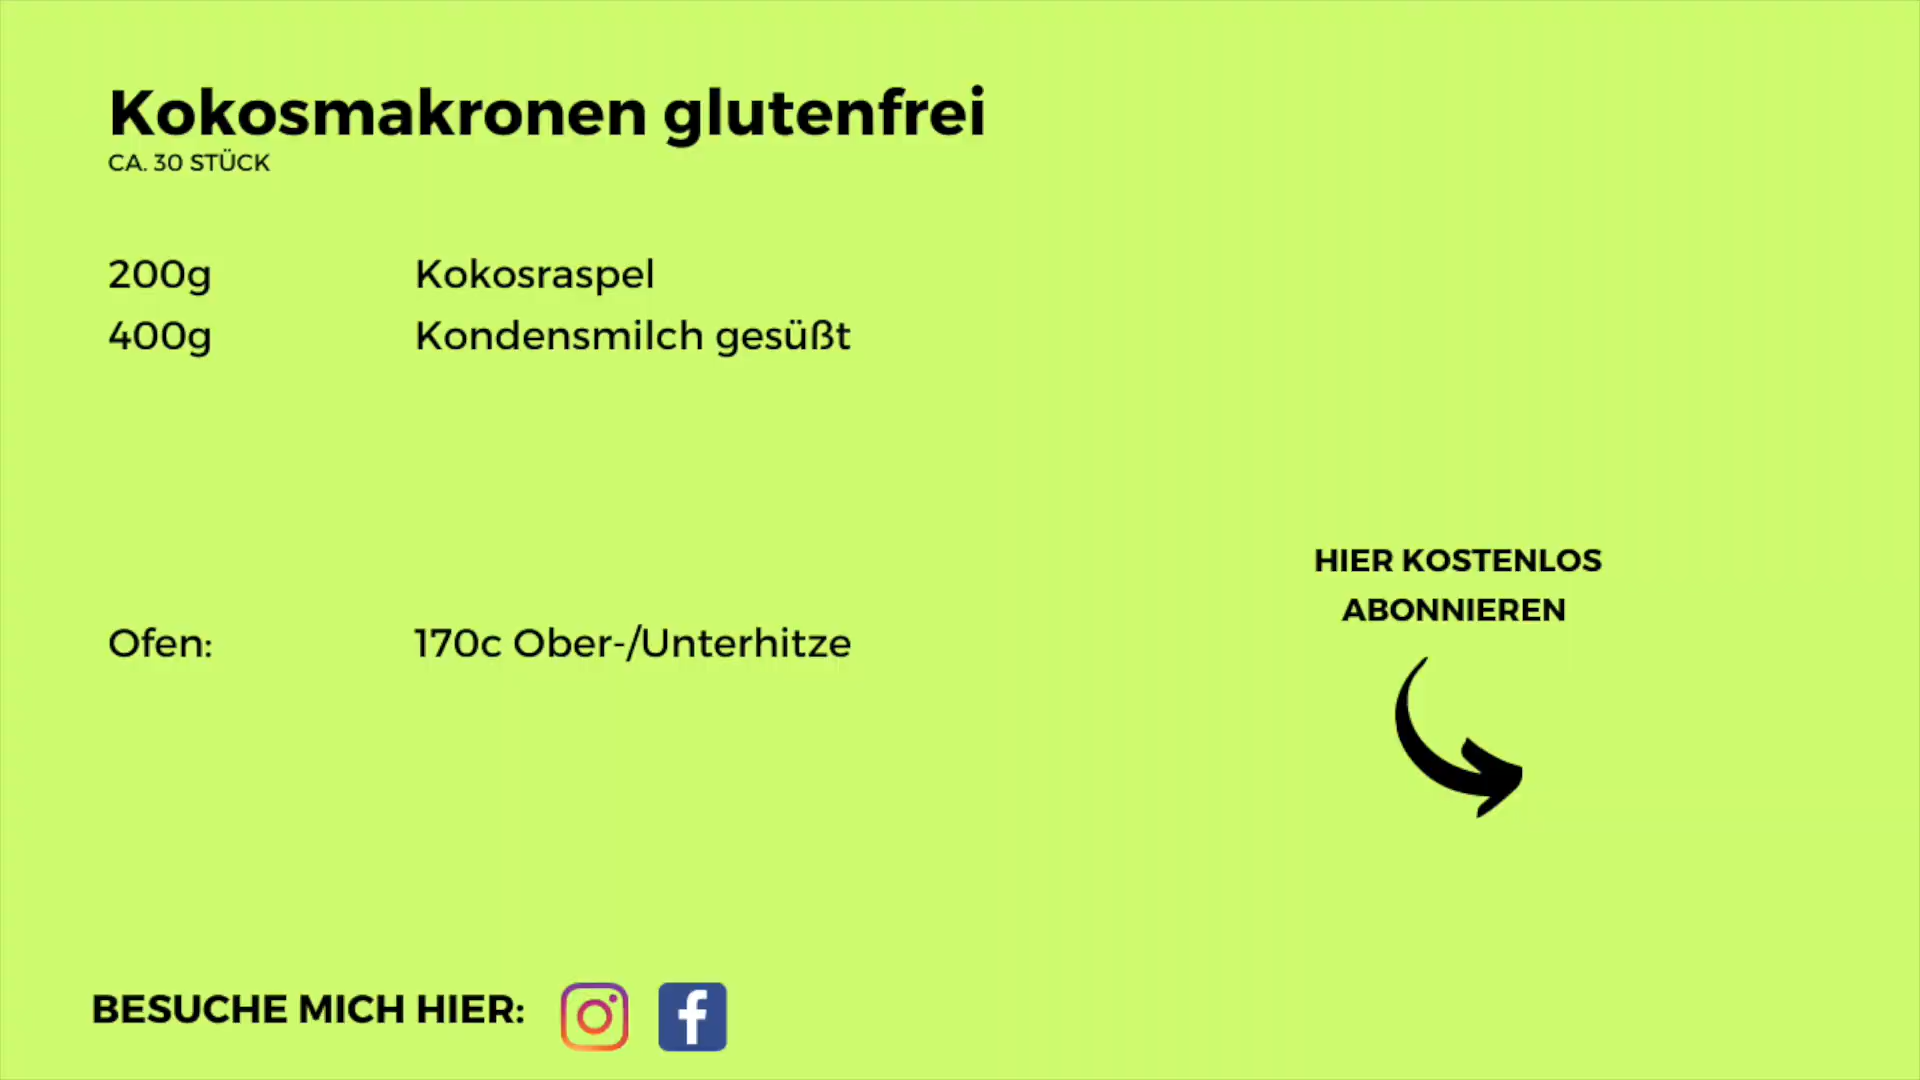 Kokosmakronen glutenfrei
CA. 30 STÜCK
200g Kokosraspel
400g Kondensmilch gesüßt
HIER KOSTENLOS
ABONNIEREN
Ofen: 170c Ober-/Unterhitze
BESUCHE MICH HIER: